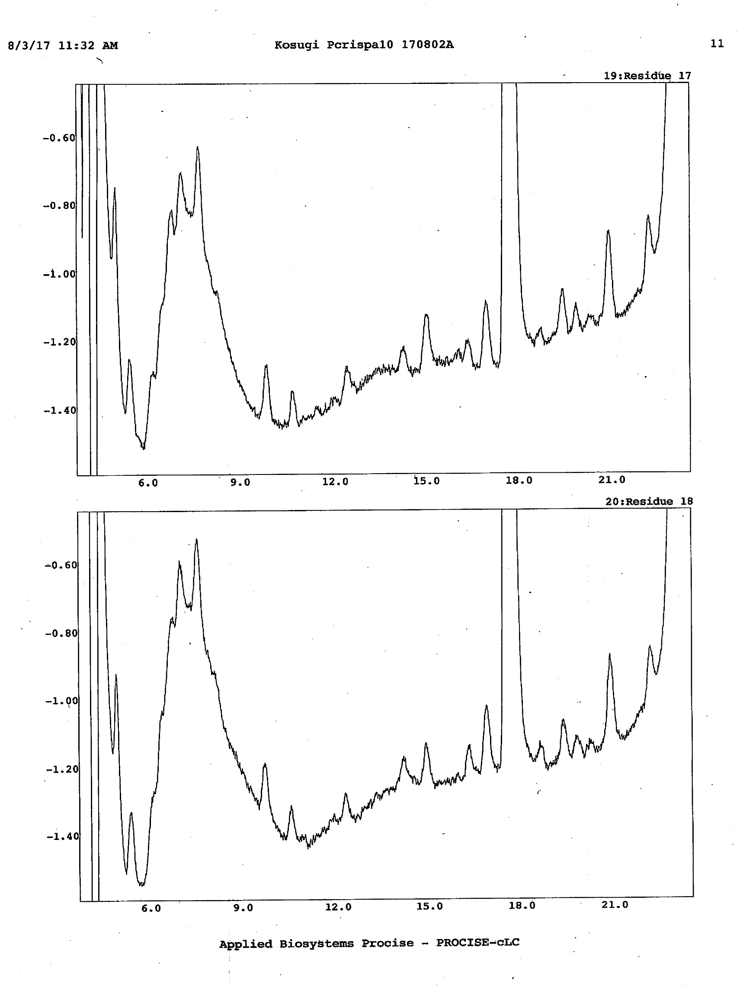 8/3/17 11:32 AM Kosugi Pcrispa10 170802A 11
19:Residue 17
-0.60
-0.80
-1.00
-1.20
-1.40
6.0 9.0 12.0 15.0 18.0 21.0
20:Residue 18
-0.60
-0.80
-1.00
-1.20
-1.40
6.0 9.0 12.0 15.0 18.0 21.0
Applied Biosystems Procise - PROCISE-cLC